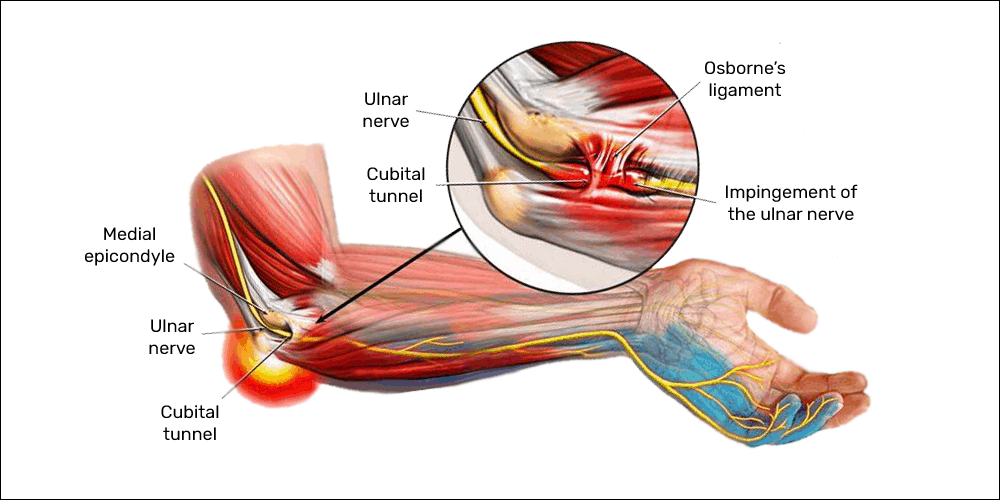 Osborne’s
ligament
Ulnar
nerve
Cubital
tunnel
Impingement of
the ulnar nerve
Medial
epicondyle
Ulnar
nerve
Cubital
tunnel